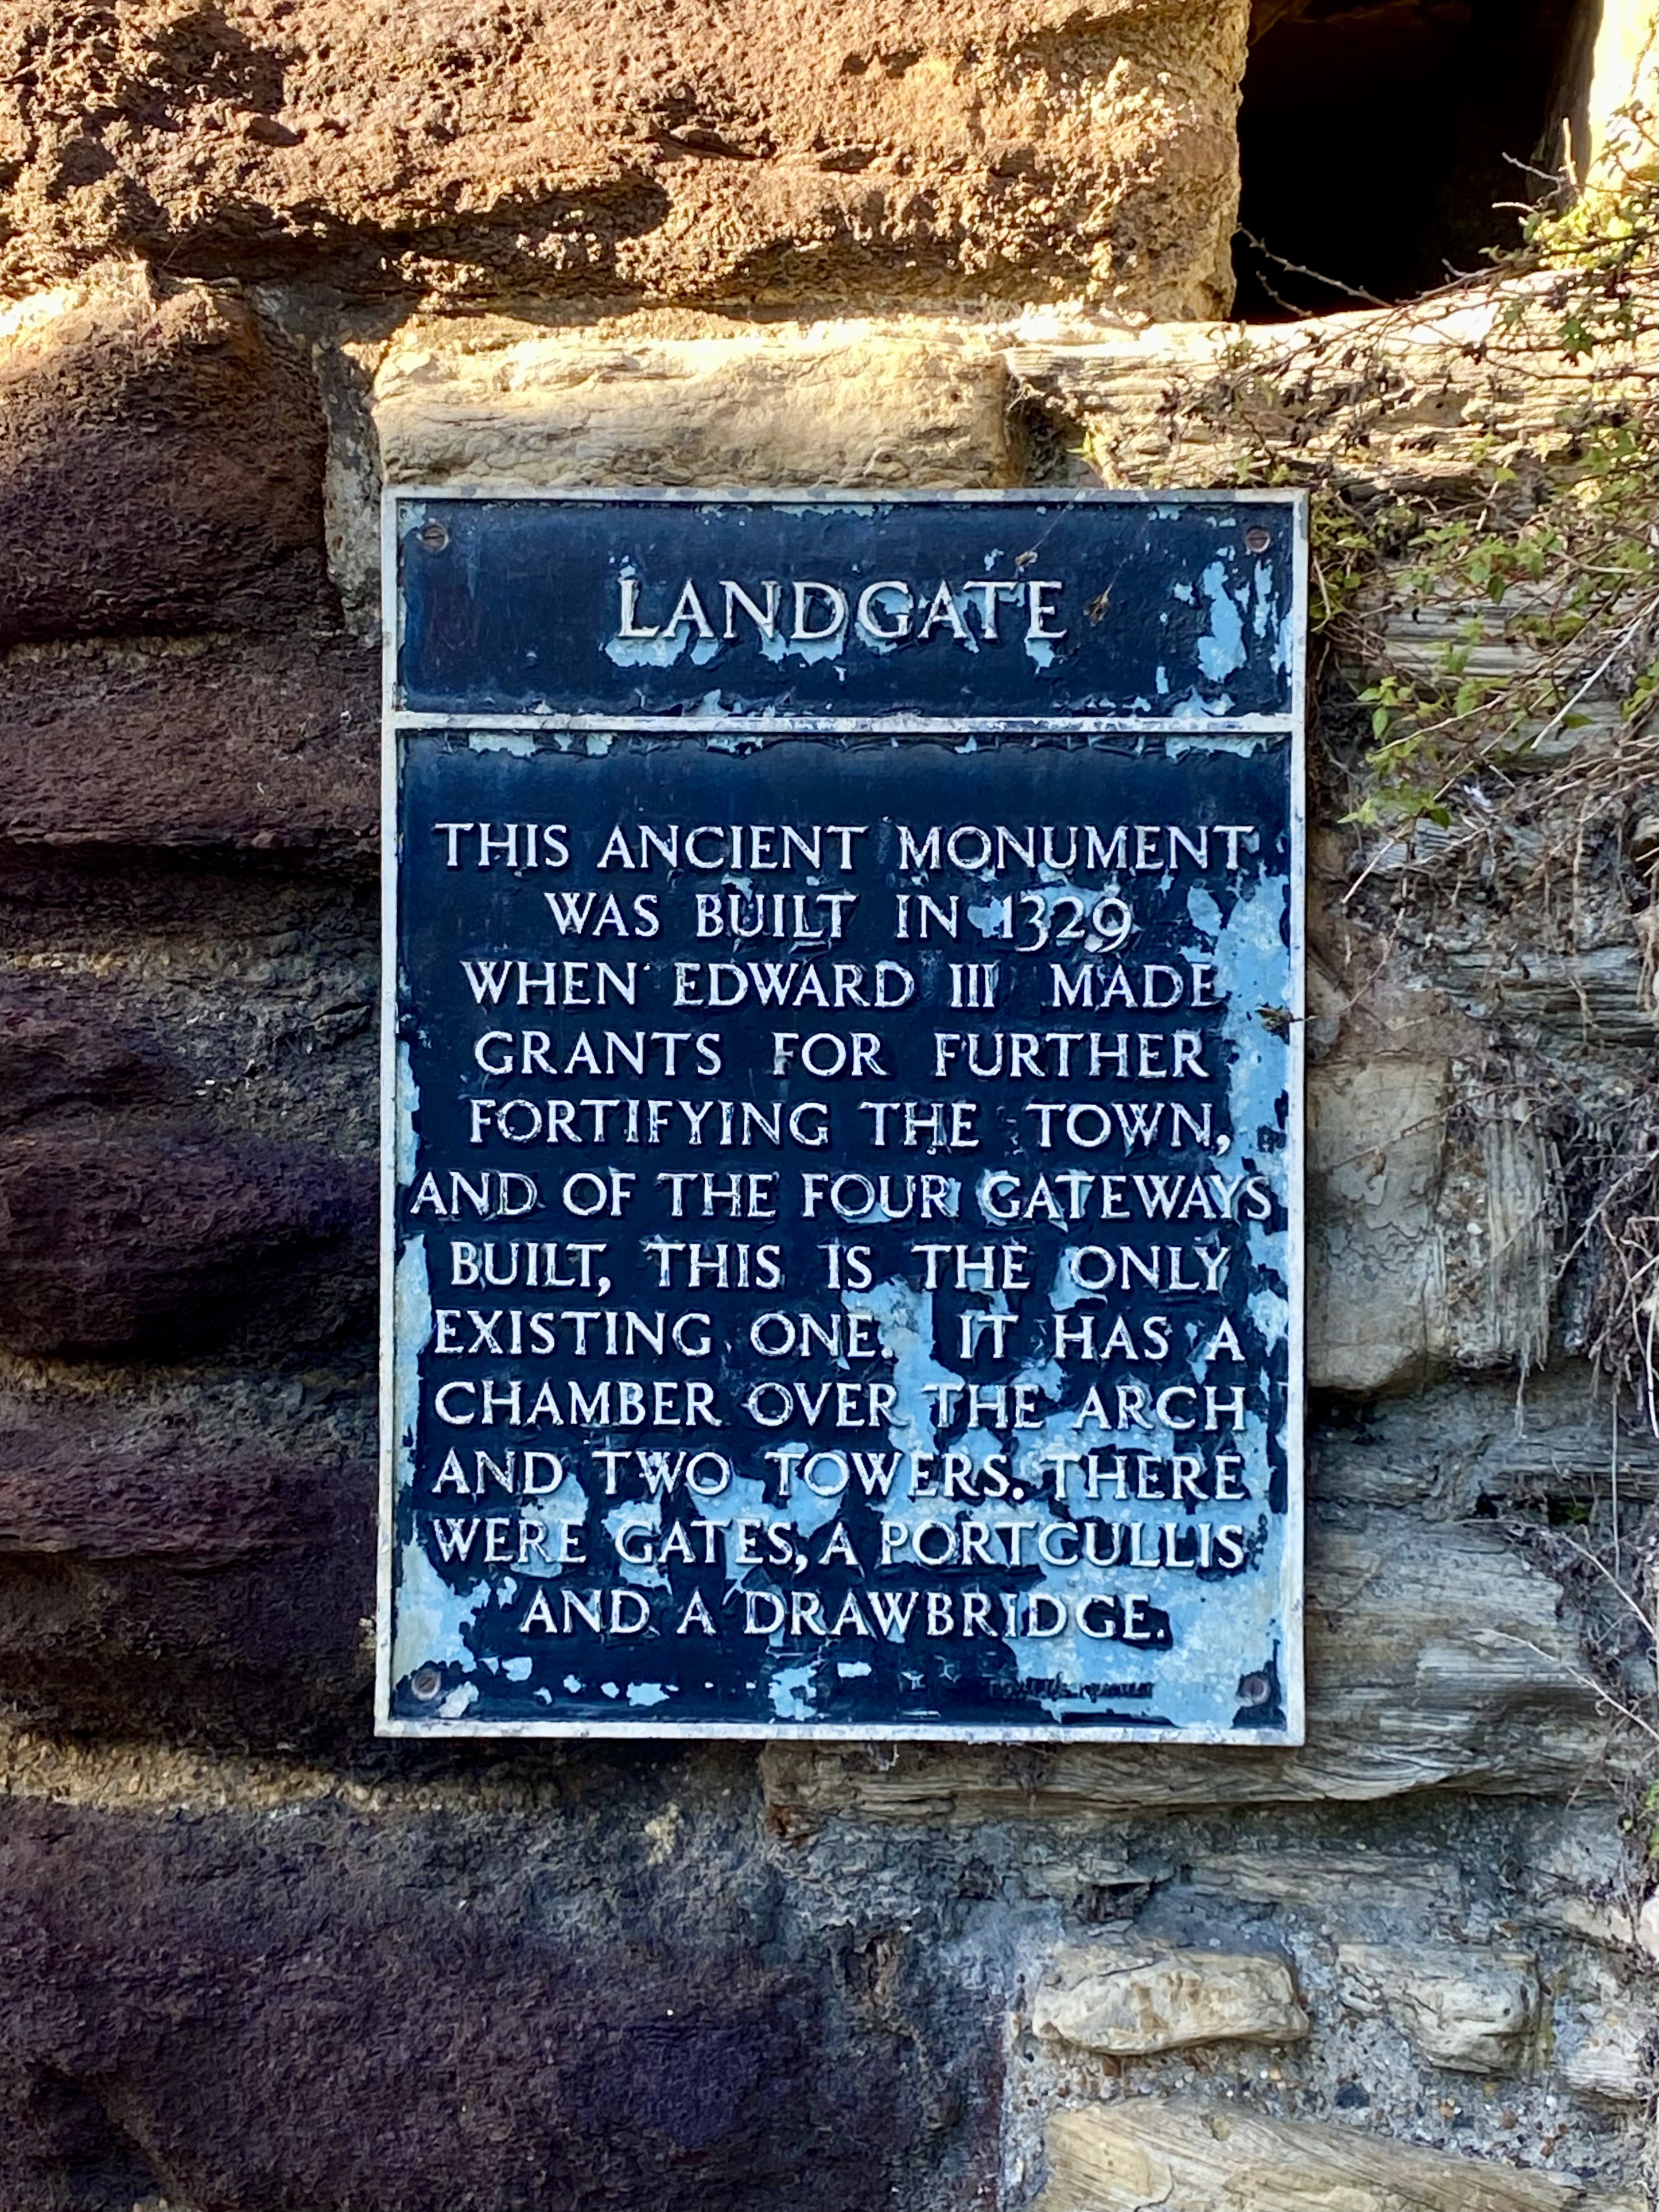 LANDGATE
THIS ANCIENT MONUMENT
WAS BUILT IN 1329
WHEN EDWARD III MADE
GRANTS FOR FURTHER
FORTIFYING THE TOWN,
AND OF THE FOUR GATEWAYS
BUILT, THIS IS THE ONLY
EXISTING ONE. IT HAS A
CHAMBER OVER THE ARCH
AND TWO TOWERS. THERE
WERE GATES, A PORTCULLIS
AND A DRAWBRIDGE.